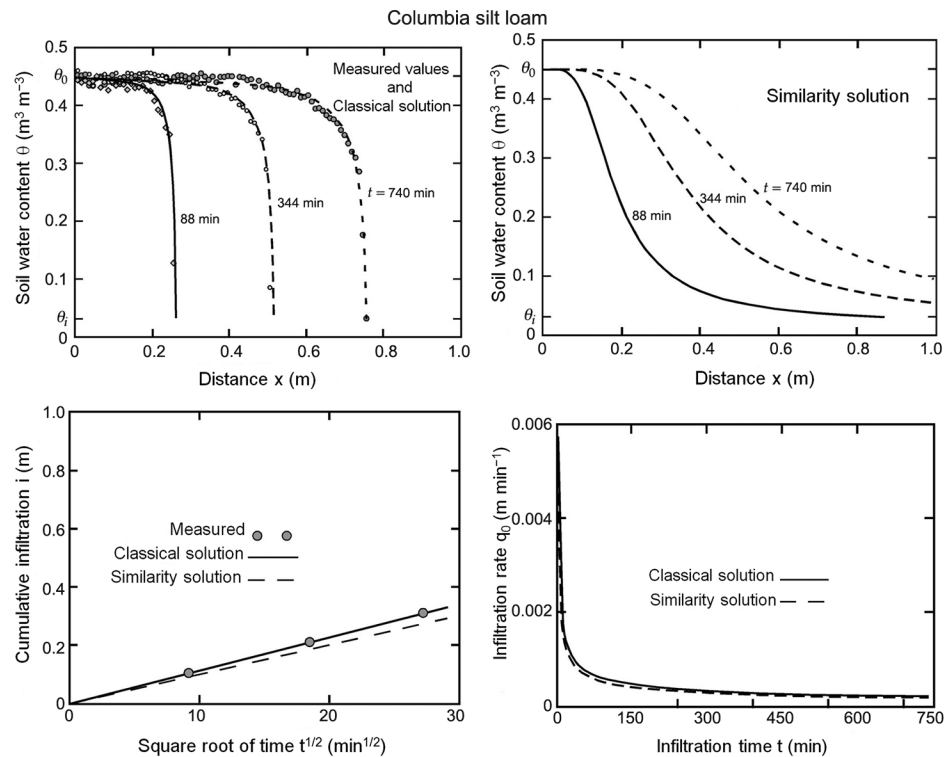 Columbia silt loam
0.5
θ₀
0.4
0.3
0.2
0.1
θᵢ
0
Soil water content θ (m³ m⁻³)
Measured values
and
Classical solution
88 min
344 min
t = 740 min
0 0.2 0.4 0.6 0.8 1.0
Distance x (m)
0.5
θ₀
0.4
0.3
0.2
0.1
θᵢ
0
Soil water content θ (m³ m⁻³)
Similarity solution
t = 740 min
344 min
88 min
0 0.2 0.4 0.6 0.8 1.0
Distance x (m)
1.0
0.8
0.6
0.4
0.2
0
Cumulative infiltration i (m)
Measured
Classical solution
Similarity solution
0 10 20 30
Square root of time t¹/² (min¹/²)
0.006
0.004
0.002
0
Infiltration rate q₀ (m min⁻¹)
Classical solution
Similarity solution
0 150 300 450 600 750
Infiltration time t (min)